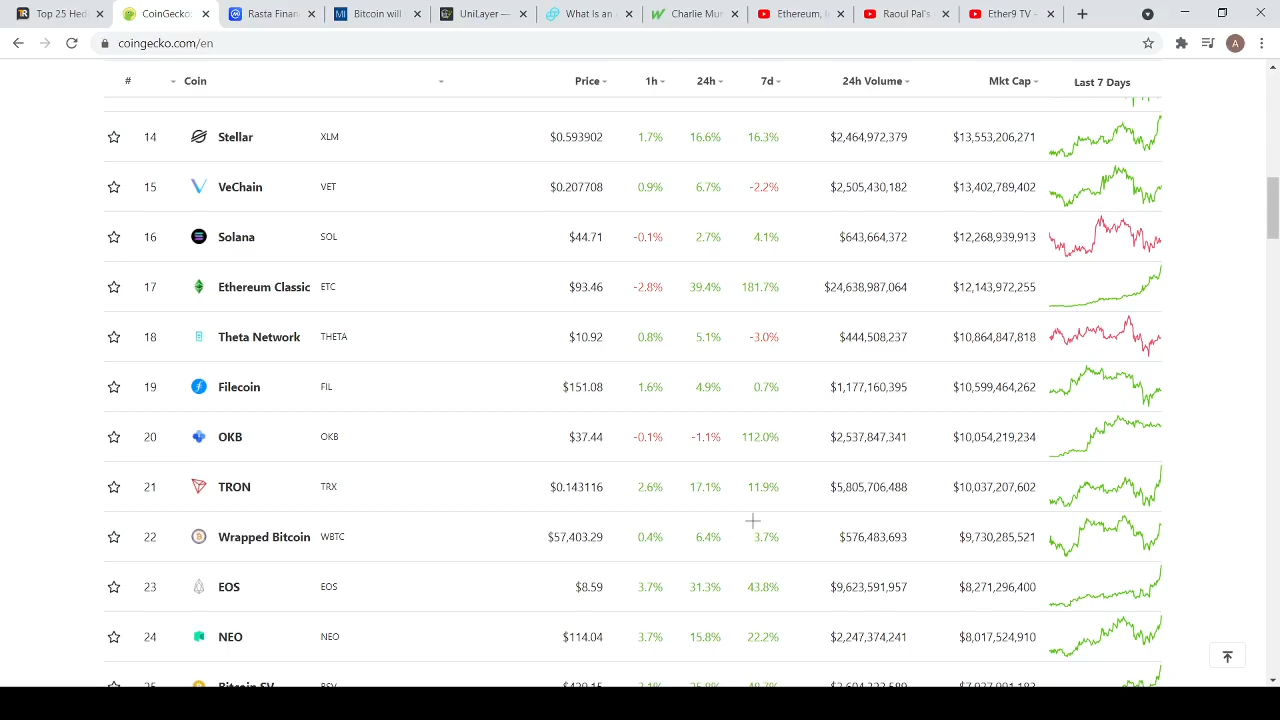 Top 25 Hed
CoinGecko:
Rasta Finan
Bitcoin will
UniLayer —
What Is an
Charlie Mun
Ethereum, I
Raoul Pal's
Ether9 TV -
coingecko.com/en
A
# Coin Price 1h 24h 7d 24h Volume Mkt Cap Last 7 Days
14 Stellar XLM $0.593902 1.7% 16.6% 16.3% $2,464,972,379 $13,553,206,271
15 VeChain VET $0.207708 0.9% 6.7% -2.2% $2,505,430,182 $13,402,789,402
16 Solana SOL $44.71 -0.1% 2.7% 4.1% $643,664,372 $12,268,939,913
17 Ethereum Classic ETC $93.46 -2.8% 39.4% 181.7% $24,638,987,064 $12,143,972,255
18 Theta Network THETA $10.92 0.8% 5.1% -3.0% $444,508,237 $10,864,847,818
19 Filecoin FIL $151.08 1.6% 4.9% 0.7% $1,177,160,395 $10,599,464,262
20 OKB OKB $37.44 -0.1% -1.1% 112.0% $2,537,847,341 $10,054,219,234
21 TRON TRX $0.143116 2.6% 17.1% 11.9% $5,805,706,488 $10,037,207,602
22 Wrapped Bitcoin WBTC $57,403.29 0.4% 6.4% 3.7% $576,483,693 $9,730,285,521
23 EOS EOS $8.59 3.7% 31.3% 43.8% $9,623,591,957 $8,271,296,400
24 NEO NEO $114.04 3.7% 15.8% 22.2% $2,247,374,241 $8,017,524,910
25 Bitcoin SV BSV